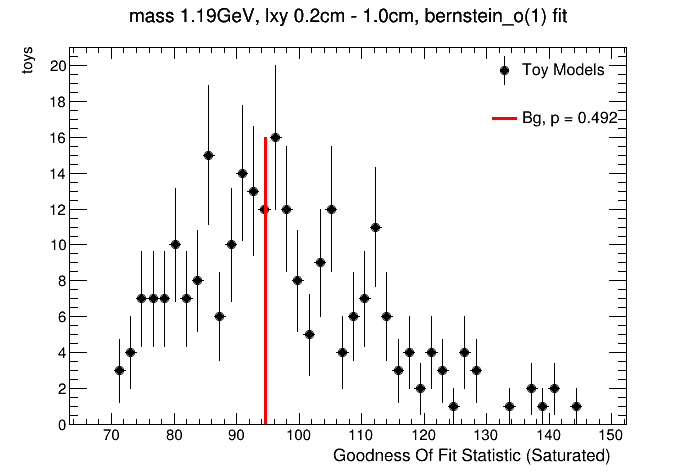 mass 1.19GeV, lxy 0.2cm - 1.0cm, bernstein_o(1) fit
toys
20
18
16
14
12
10
8
6
4
2
0
Toy Models
Bg, p = 0.492
70 80 90 100 110 120 130 140 150
Goodness Of Fit Statistic (Saturated)